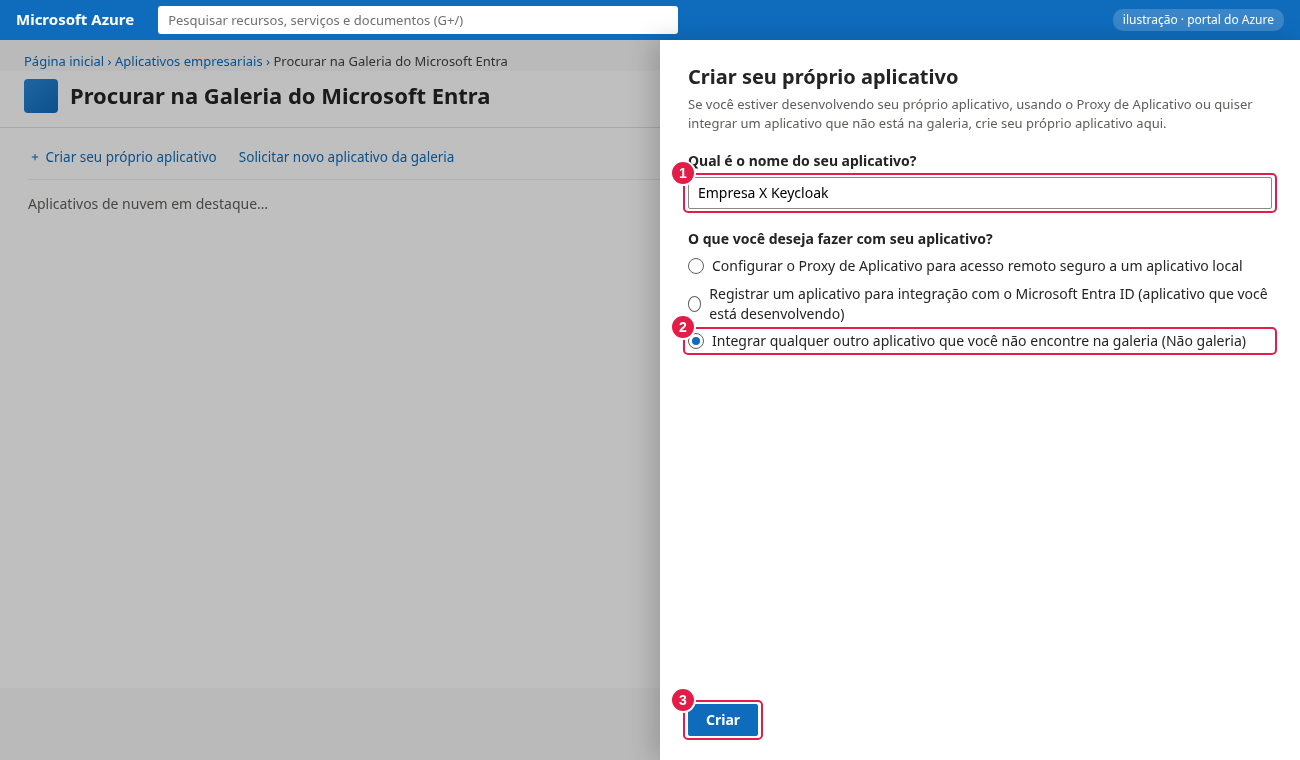 Microsoft Azure
Pesquisar recursos, serviços e documentos (G+/)
ilustração · portal do Azure
Página inicial › Aplicativos empresariais › Procurar na Galeria do Microsoft Entra
Procurar na Galeria do Microsoft Entra
+ Criar seu próprio aplicativo
Solicitar novo aplicativo da galeria
Aplicativos de nuvem em destaque...
Criar seu próprio aplicativo
Se você estiver desenvolvendo seu próprio aplicativo, usando o Proxy de Aplicativo ou quiser
integrar um aplicativo que não está na galeria, crie seu próprio aplicativo aqui.
Qual é o nome do seu aplicativo?
1
Empresa X Keycloak
O que você deseja fazer com seu aplicativo?
Configurar o Proxy de Aplicativo para acesso remoto seguro a um aplicativo local
Registrar um aplicativo para integração com o Microsoft Entra ID (aplicativo que você
está desenvolvendo)
2
Integrar qualquer outro aplicativo que você não encontre na galeria (Não galeria)
3
Criar